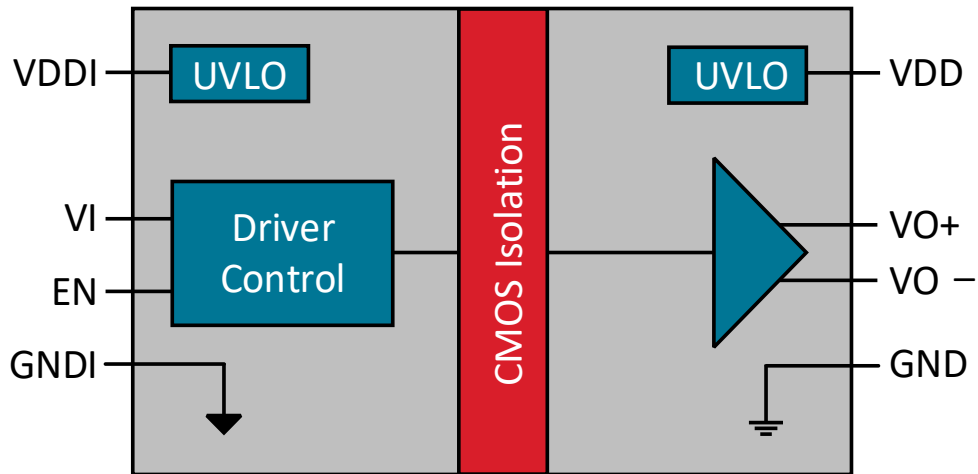 VDDI
UVLO
UVLO
VDD
VI
EN
GNDI
Driver
Control
CMOS Isolation
VO+
VO −
GND